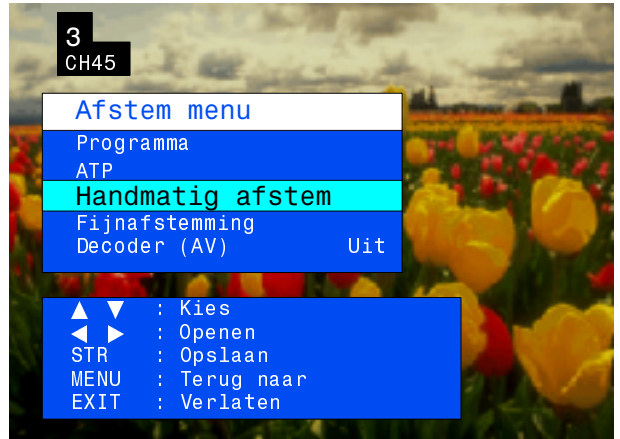 3
CH45
Afstem menu
Programma
ATP
Handmatig afstem
Fijnafstemming
Decoder (AV) Uit
▲ ▼ : Kies
◀ ▶ : Openen
STR : Opslaan
MENU : Terug naar
EXIT : Verlaten